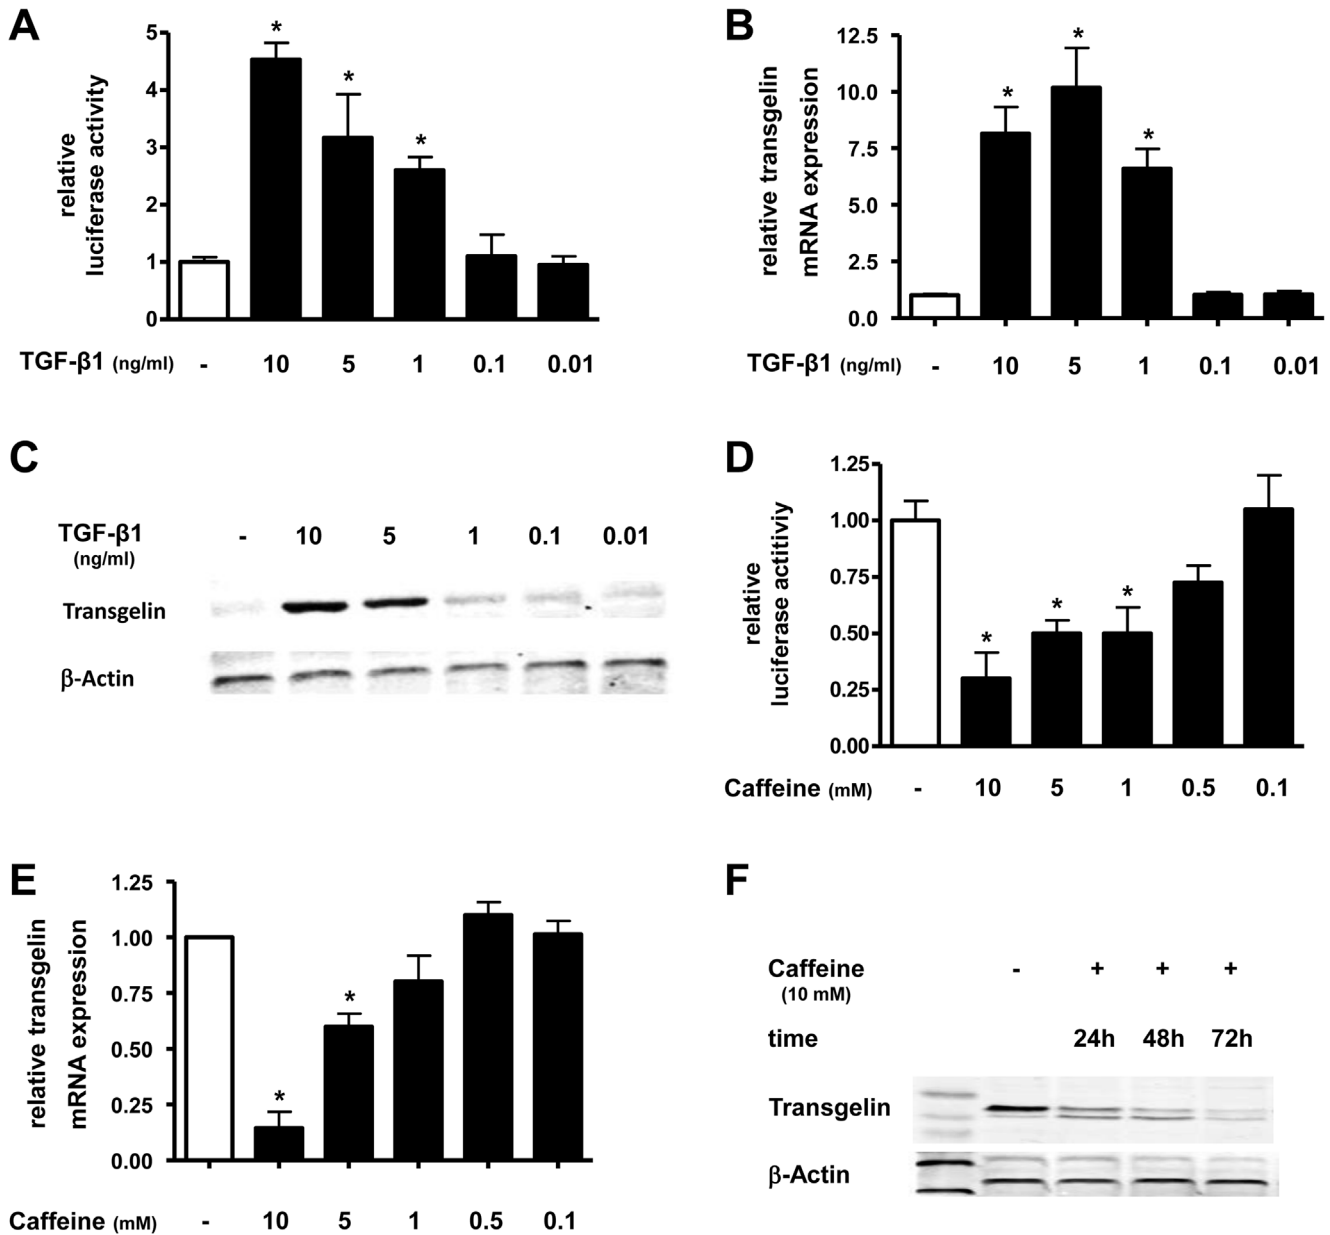 A
relative
luciferase activity
5
4
3
2
1
0
*
*
*
TGF-β1 (ng/ml) - 10 5 1 0.1 0.01
B
relative transgelin
mRNA expression
12.5
10.0
7.5
5.0
2.5
0.0
*
*
*
TGF-β1 (ng/ml) - 10 5 1 0.1 0.01
C
TGF-β1 - 10 5 1 0.1 0.01
(ng/ml)
Transgelin
β-Actin
D
relative
luciferase actitiviy
1.25
1.00
0.75
0.50
0.25
0.00
*
*
*
Caffeine (mM) - 10 5 1 0.5 0.1
E
relative transgelin
mRNA expression
1.25
1.00
0.75
0.50
0.25
0.00
*
*
Caffeine (mM) - 10 5 1 0.5 0.1
F
Caffeine - + + +
(10 mM)
time 24h 48h 72h
Transgelin
β-Actin